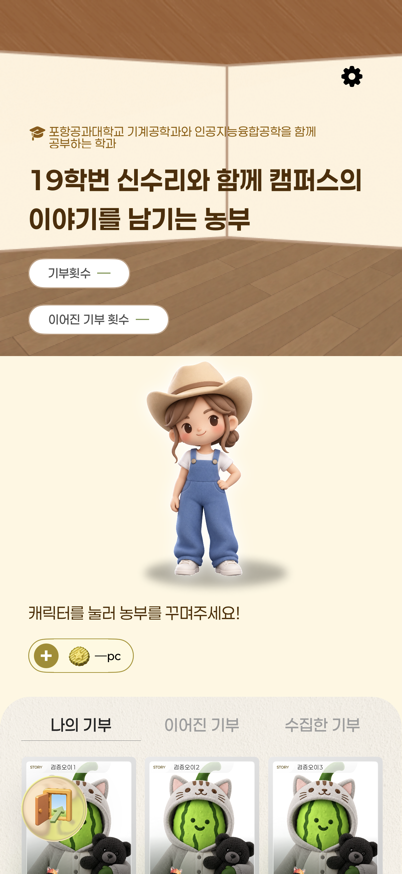 포항공과대학교 기계공학과와 인공지능융합공학을 함께
공부하는 학과
19학번 신수리와 함께 캠퍼스의
이야기를 남기는 농부
기부횟수 —
이어진 기부 횟수 —
캐릭터를 눌러 농부를 꾸며주세요!
—pc
나의 기부 이어진 기부 수집한 기부
STORY 검증오이1 STORY 검증오이2 STORY 검증오이3